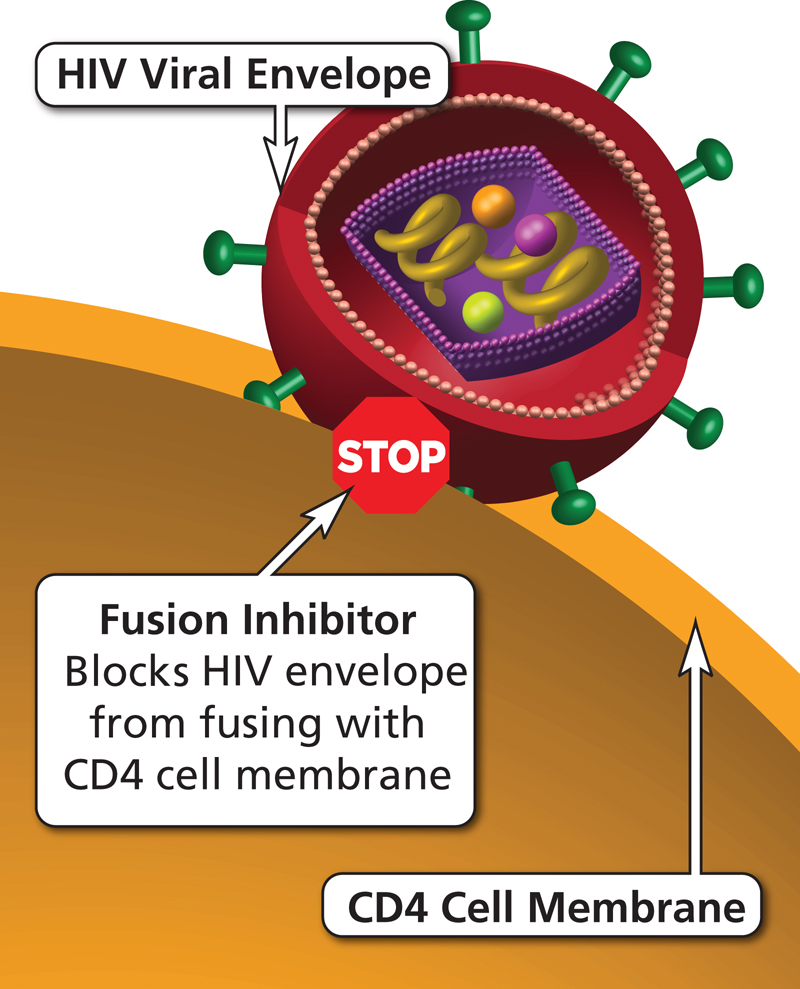 HIV Viral Envelope
STOP
Fusion Inhibitor
Blocks HIV envelope
from fusing with
CD4 cell membrane
CD4 Cell Membrane